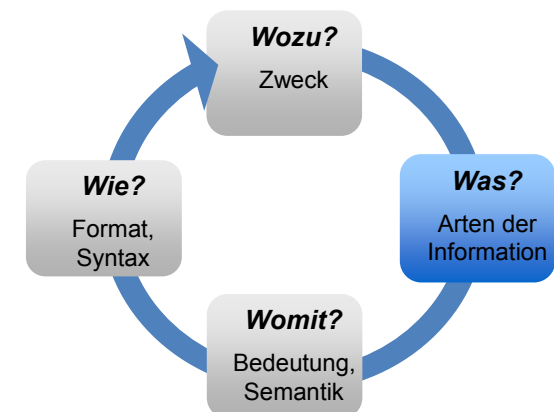 Wozu?
Zweck
Was?
Arten der
Information
Womit?
Bedeutung,
Semantik
Wie?
Format,
Syntax